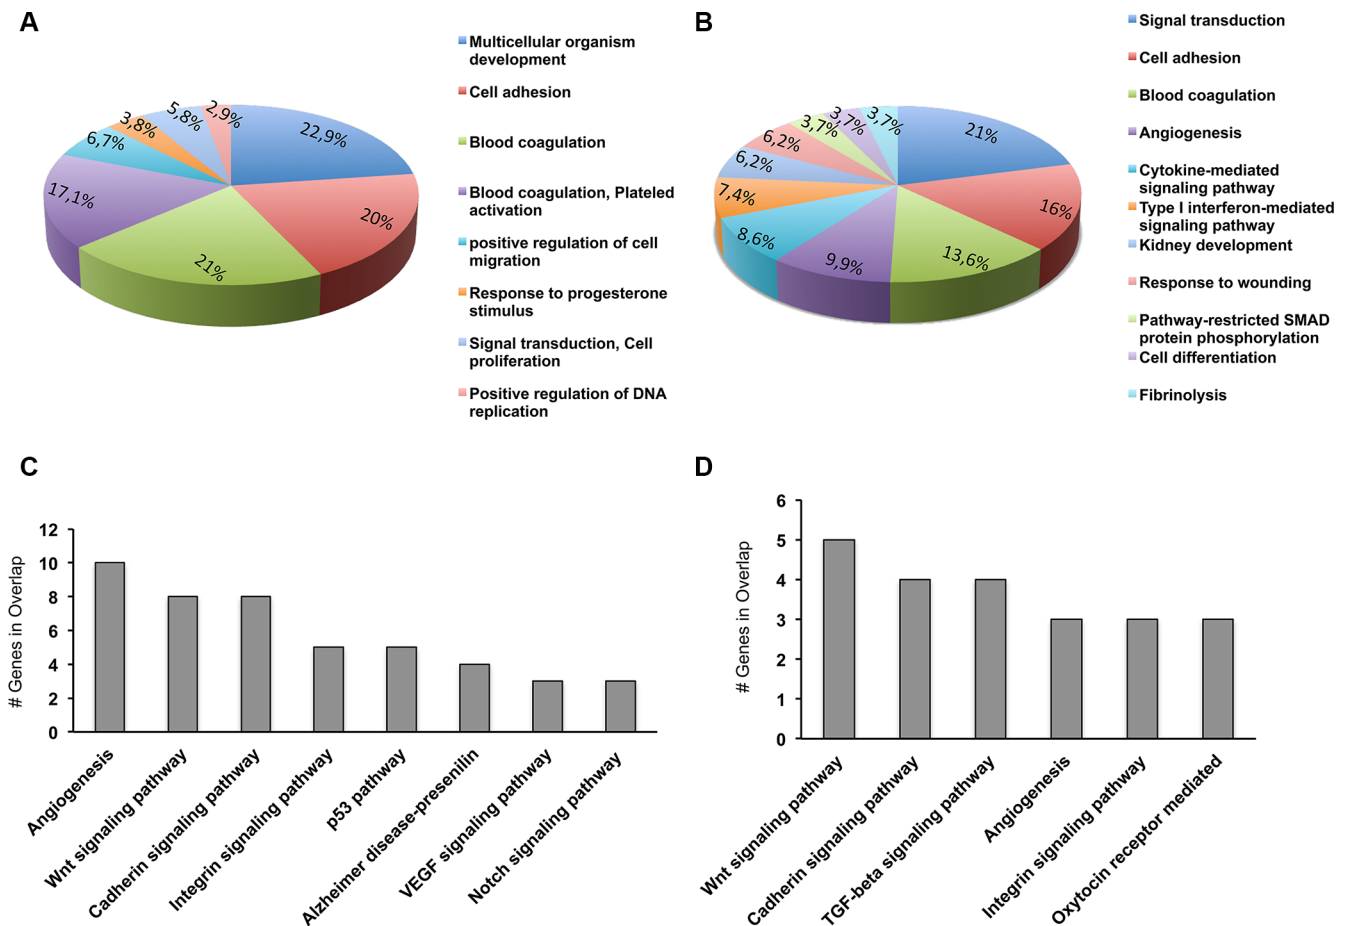 A
Multicellular organism
development
Cell adhesion
Blood coagulation
Blood coagulation, Plateled
activation
positive regulation of cell
migration
Response to progesterone
stimulus
Signal transduction, Cell
proliferation
Positive regulation of DNA
replication
22,9%
20%
21%
17,1%
6,7%
3,8%
5,8%
2,9%
B
Signal transduction
Cell adhesion
Blood coagulation
Angiogenesis
Cytokine-mediated
signaling pathway
Type I interferon-mediated
signaling pathway
Kidney development
Response to wounding
Pathway-restricted SMAD
protein phosphorylation
Cell differentiation
Fibrinolysis
21%
16%
13,6%
9,9%
8,6%
7,4%
6,2%
6,2%
3,7%
3,7%
3,7%
C
# Genes in Overlap
12
10
8
6
4
2
0
Angiogenesis
Wnt signaling pathway
Cadherin signaling pathway
Integrin signaling pathway
p53 pathway
Alzheimer disease-presenilin
VEGF signaling pathway
Notch signaling pathway
D
# Genes in Overlap
6
5
4
3
2
1
0
Wnt signaling pathway
Cadherin signaling pathway
TGF-beta signaling pathway
Angiogenesis
Integrin signaling pathway
Oxytocin receptor mediated